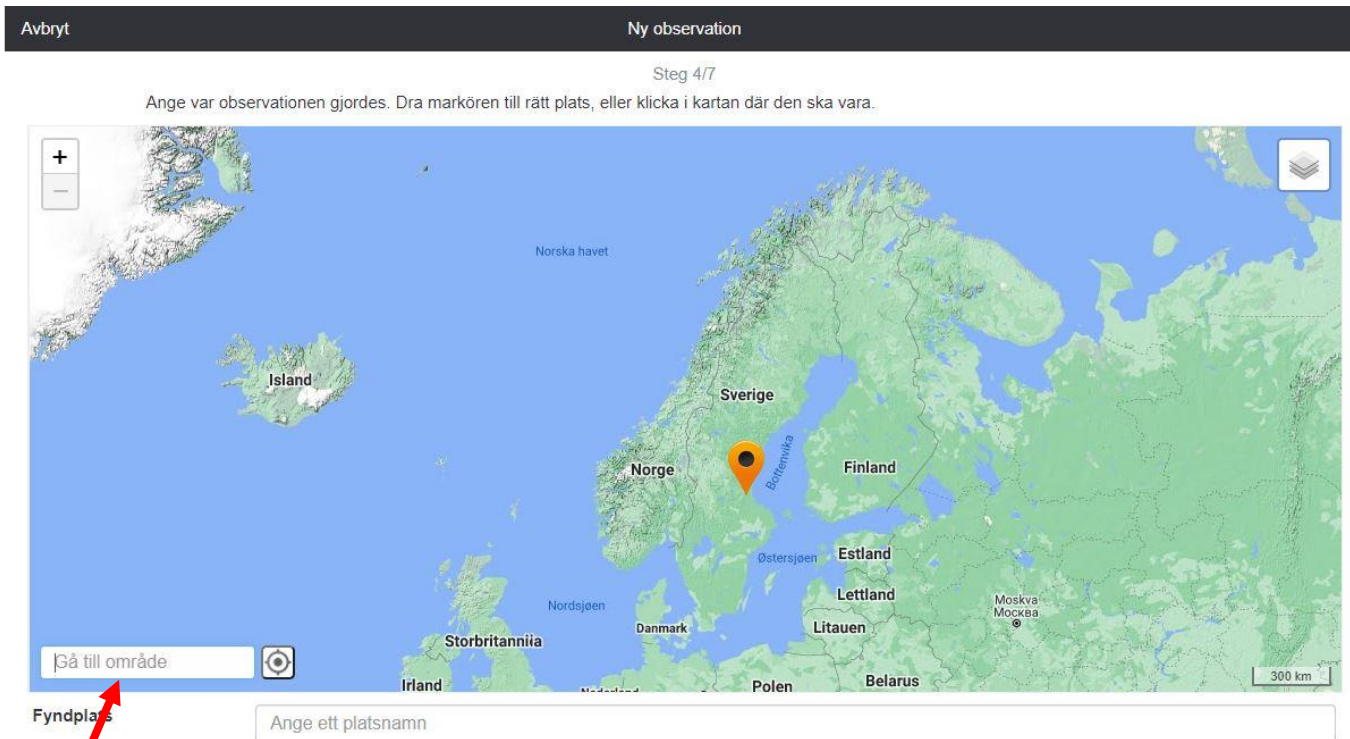 Avbryt
Ny observation
Steg 4/7
Ange var observationen gjordes. Dra markören till rätt plats, eller klicka i kartan där den ska vara.
+
−
Norska havet
Island
Sverige
Norge
Bottenvika
Finland
Østersjøen
Estland
Nordsjøen
Lettland
Moskva
Москва
Danmark
Litauen
Storbritannia
Gå till område
Irland
Nederland
Polen
Belarus
300 km
Fyndplats
Ange ett platsnamn